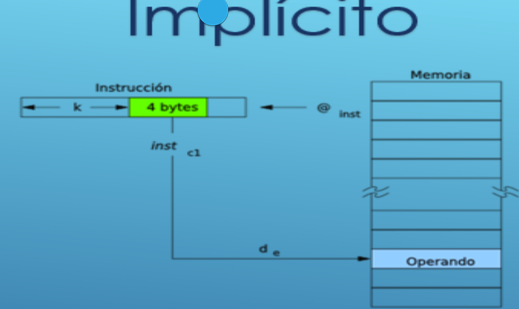 Implícito
Memoria
Instrucción
k
4 bytes
@ inst
inst c1
d e
Operando